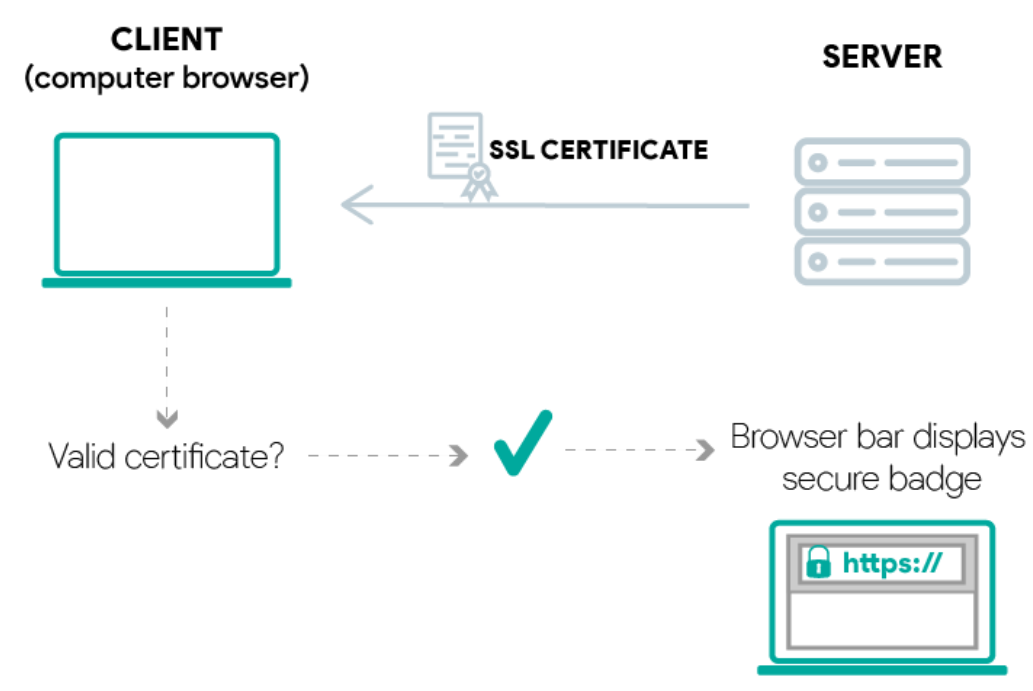 CLIENT
(computer browser)
SERVER
SSL CERTIFICATE
Valid certificate?
Browser bar displays
secure badge
https://